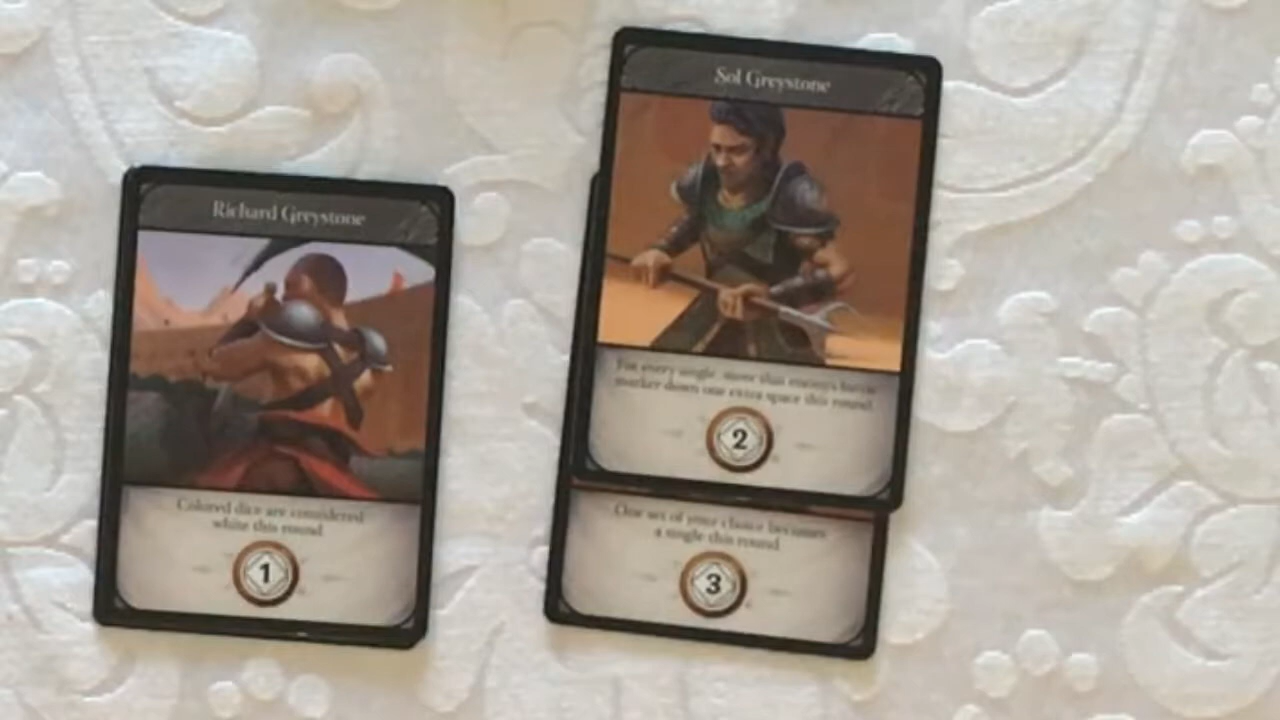 Richard Greystone
Colored dice are considered
white this round
1
Sol Greystone
For every single, move that enemy's
marker down one extra space this round
2
One set of your choice becomes
a single this round
3